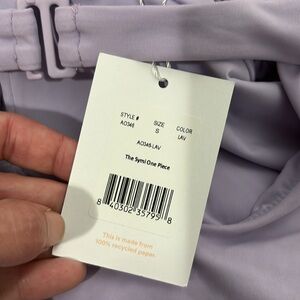 STYLE # SIZE COLOR
AO346 S LAV
AO346-LAV
The Symi One Piece
8 40302 35795 8
This is made from
100% recycled paper.